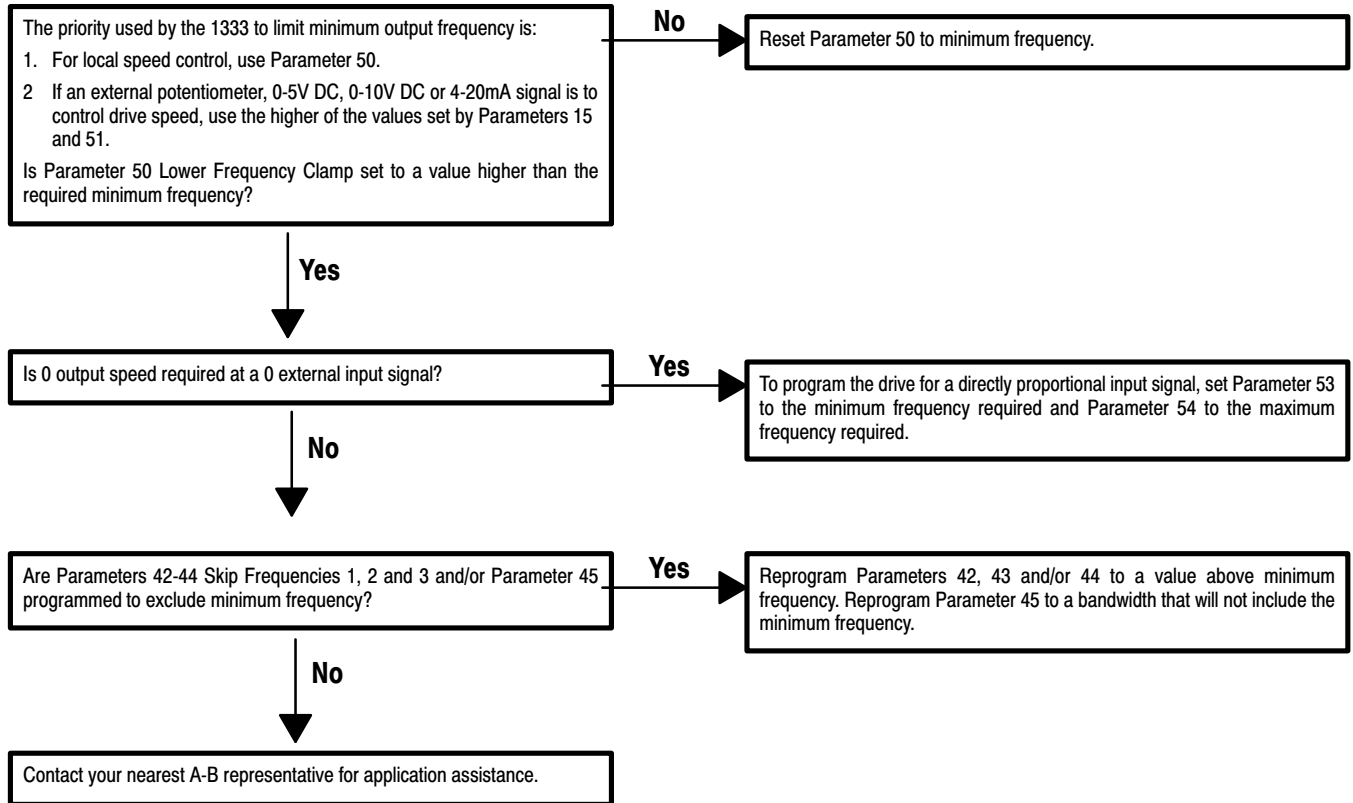 The priority used by the 1333 to limit minimum output frequency is:
1. For local speed control, use Parameter 50.
2 If an external potentiometer, 0-5V DC, 0-10V DC or 4-20mA signal is to
control drive speed, use the higher of the values set by Parameters 15
and 51.
Is Parameter 50 Lower Frequency Clamp set to a value higher than the
required minimum frequency?
No
Reset Parameter 50 to minimum frequency.
Yes
Is 0 output speed required at a 0 external input signal?
Yes
To program the drive for a directly proportional input signal, set Parameter 53
to the minimum frequency required and Parameter 54 to the maximum
frequency required.
No
Are Parameters 42-44 Skip Frequencies 1, 2 and 3 and/or Parameter 45
programmed to exclude minimum frequency?
Yes
Reprogram Parameters 42, 43 and/or 44 to a value above minimum
frequency. Reprogram Parameter 45 to a bandwidth that will not include the
minimum frequency.
No
Contact your nearest A-B representative for application assistance.